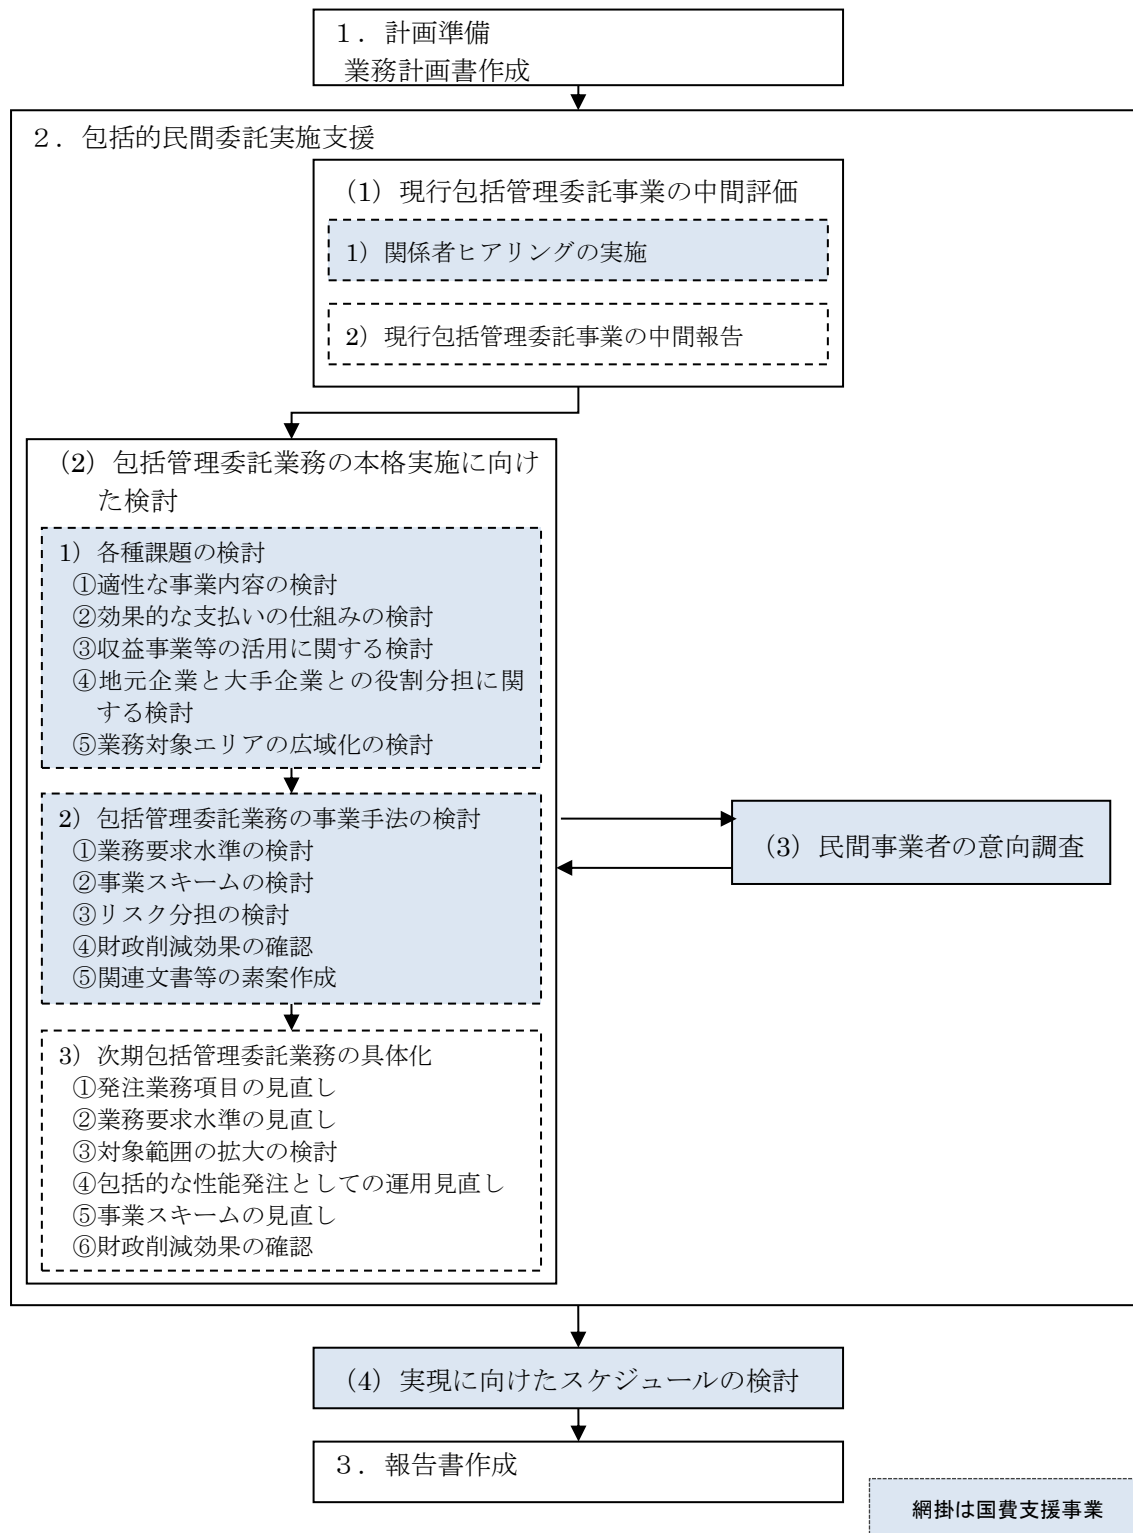 １．計画準備
業務計画書作成
２．包括的民間委託実施支援
（1）現行包括管理委託事業の中間評価
1）関係者ヒアリングの実施
2）現行包括管理委託事業の中間報告
（2）包括管理委託業務の本格実施に向け
た検討
1）各種課題の検討
①適性な事業内容の検討
②効果的な支払いの仕組みの検討
③収益事業等の活用に関する検討
④地元企業と大手企業との役割分担に関
する検討
⑤業務対象エリアの広域化の検討
2）包括管理委託業務の事業手法の検討
①業務要求水準の検討
②事業スキームの検討
③リスク分担の検討
④財政削減効果の確認
⑤関連文書等の素案作成
（3）民間事業者の意向調査
3）次期包括管理委託業務の具体化
①発注業務項目の見直し
②業務要求水準の見直し
③対象範囲の拡大の検討
④包括的な性能発注としての運用見直し
⑤事業スキームの見直し
⑥財政削減効果の確認
（4）実現に向けたスケジュールの検討
３．報告書作成
網掛は国費支援事業